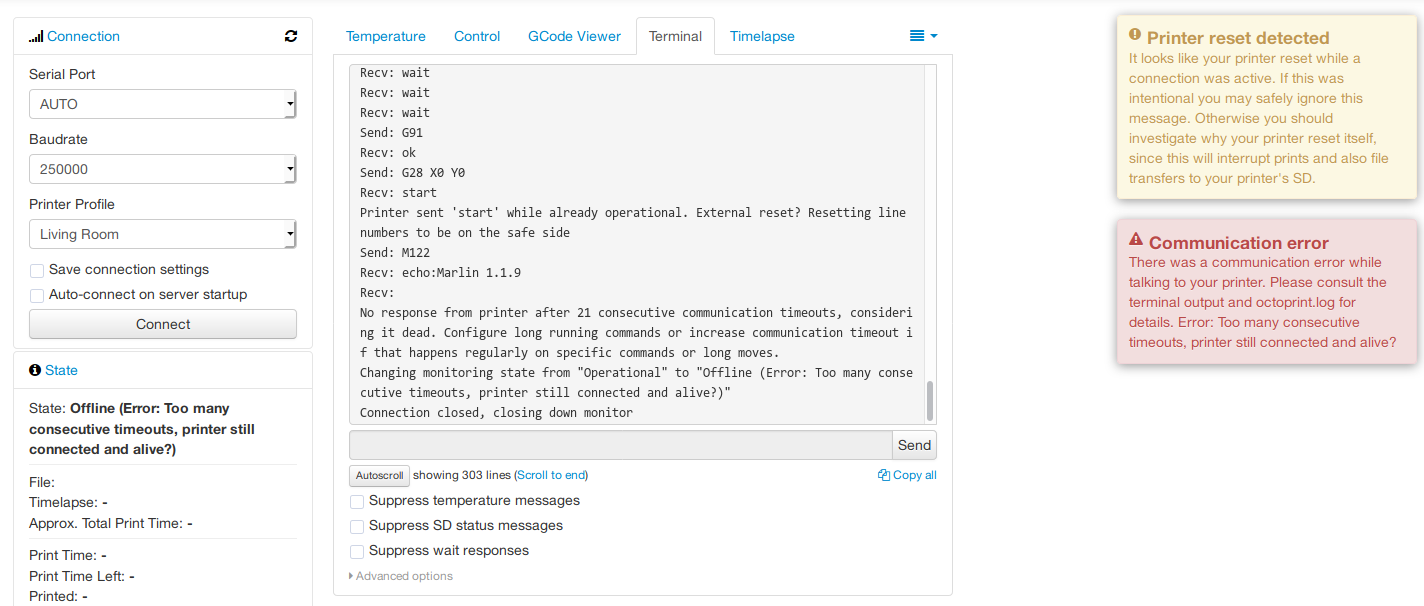 Connection
Serial Port
AUTO
Baudrate
250000
Printer Profile
Living Room
Save connection settings
Auto-connect on server startup
Connect
State
State: Offline (Error: Too many
consecutive timeouts, printer still
connected and alive?)
File:
Timelapse: -
Approx. Total Print Time: -
Print Time: -
Print Time Left: -
Printed: -
Temperature Control GCode Viewer Terminal Timelapse
Recv: wait
Recv: wait
Recv: wait
Send: G91
Recv: ok
Send: G28 X0 Y0
Recv: start
Printer sent 'start' while already operational. External reset? Resetting line
numbers to be on the safe side
Send: M122
Recv: echo:Marlin 1.1.9
Recv:
No response from printer after 21 consecutive communication timeouts, consideri
ng it dead. Configure long running commands or increase communication timeout i
f that happens regularly on specific commands or long moves.
Changing monitoring state from "Operational" to "Offline (Error: Too many conse
cutive timeouts, printer still connected and alive?)"
Connection closed, closing down monitor
Send
Autoscroll showing 303 lines (Scroll to end) Copy all
Suppress temperature messages
Suppress SD status messages
Suppress wait responses
Advanced options
Printer reset detected
It looks like your printer reset while a
connection was active. If this was
intentional you may safely ignore this
message. Otherwise you should
investigate why your printer reset itself,
since this will interrupt prints and also file
transfers to your printer's SD.
Communication error
There was a communication error while
talking to your printer. Please consult the
terminal output and octoprint.log for
details. Error: Too many consecutive
timeouts, printer still connected and alive?